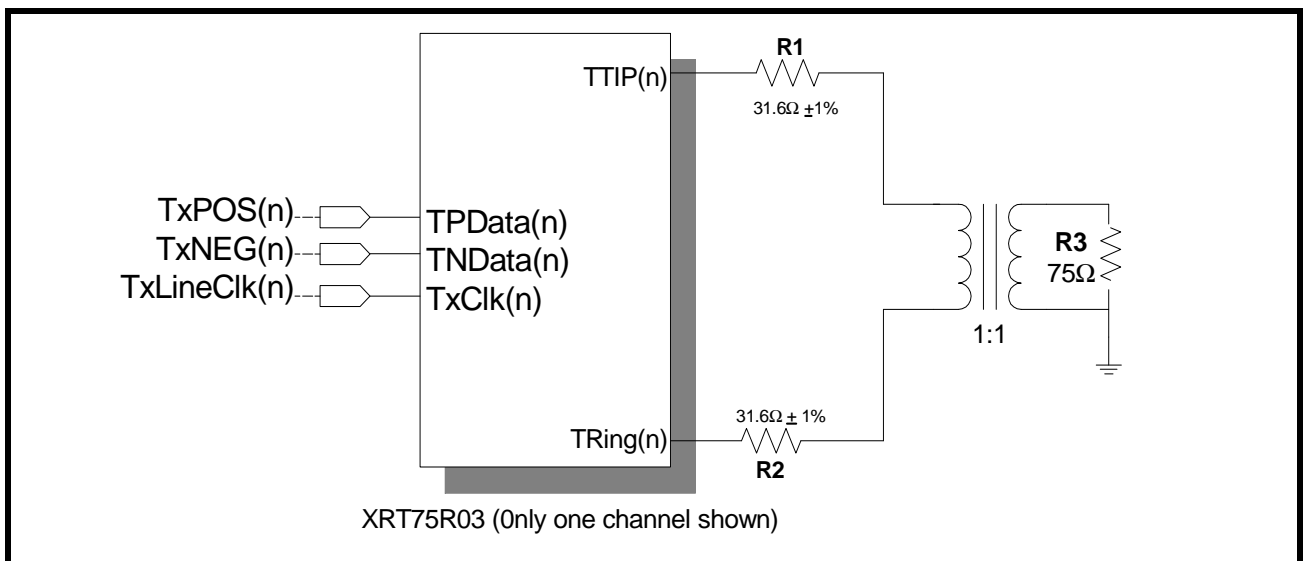 R1
TTIP(n)
31.6Ω ±1%
TxPOS(n)
TPData(n)
TxNEG(n)
TNData(n)
TxLineClk(n)
TxClk(n)
R3
75Ω
1:1
31.6Ω ± 1%
TRing(n)
R2
XRT75R03 (0nly one channel shown)